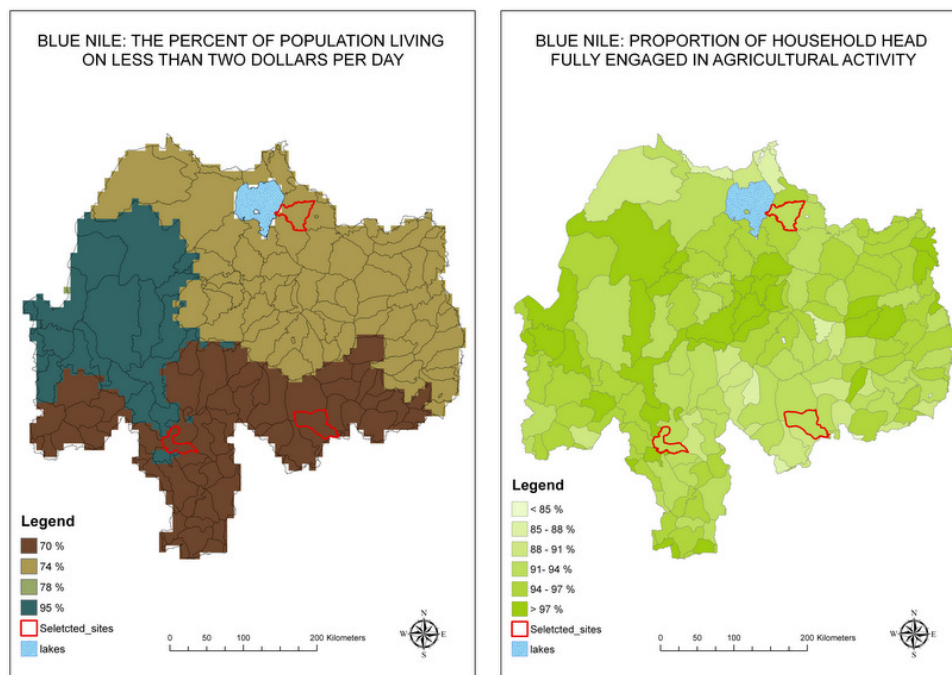 BLUE NILE: THE PERCENT OF POPULATION LIVING
ON LESS THAN TWO DOLLARS PER DAY
Legend
70 %
74 %
78 %
95 %
Seletcted_sites
lakes
0 50 100 200 Kilometers
N
W E
S
BLUE NILE: PROPORTION OF HOUSEHOLD HEAD
FULLY ENGAGED IN AGRICULTURAL ACTIVITY
Legend
< 85 %
85 - 88 %
88 - 91 %
91- 94 %
94 - 97 %
> 97 %
Seletcted_sites
lakes
0 50 100 200 Kilometers
N
W E
S